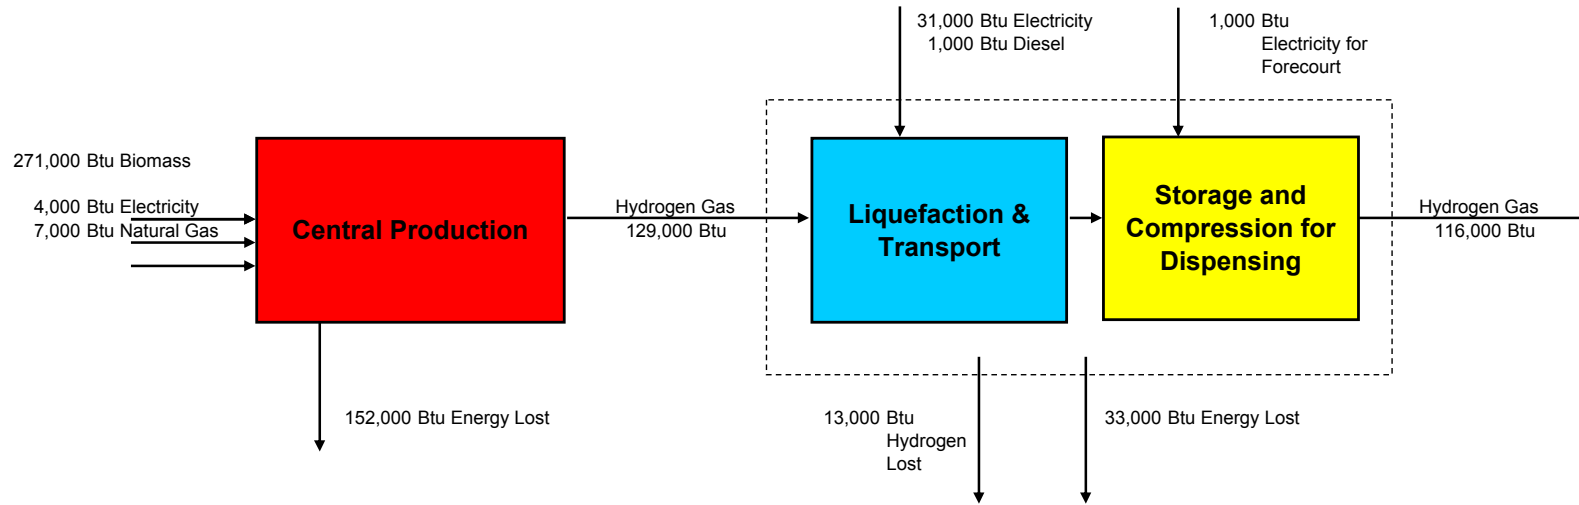 31,000 Btu Electricity
1,000 Btu Diesel
1,000 Btu
Electricity for
Forecourt
271,000 Btu Biomass
4,000 Btu Electricity
7,000 Btu Natural Gas
Central Production
Hydrogen Gas
129,000 Btu
Liquefaction &
Transport
Storage and
Compression for
Dispensing
Hydrogen Gas
116,000 Btu
152,000 Btu Energy Lost
13,000 Btu
Hydrogen
Lost
33,000 Btu Energy Lost